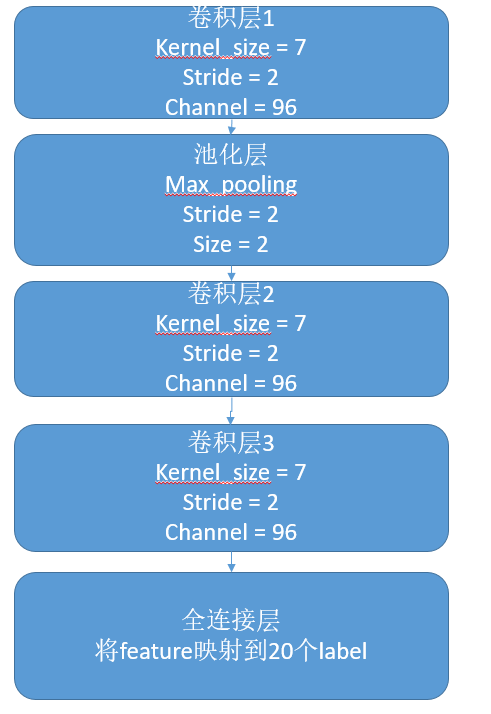 卷积层1
Kernel_size = 7
Stride = 2
Channel = 96
池化层
Max_pooling
Stride = 2
Size = 2
卷积层2
Kernel_size = 7
Stride = 2
Channel = 96
卷积层3
Kernel_size = 7
Stride = 2
Channel = 96
全连接层
将feature映射到20个label